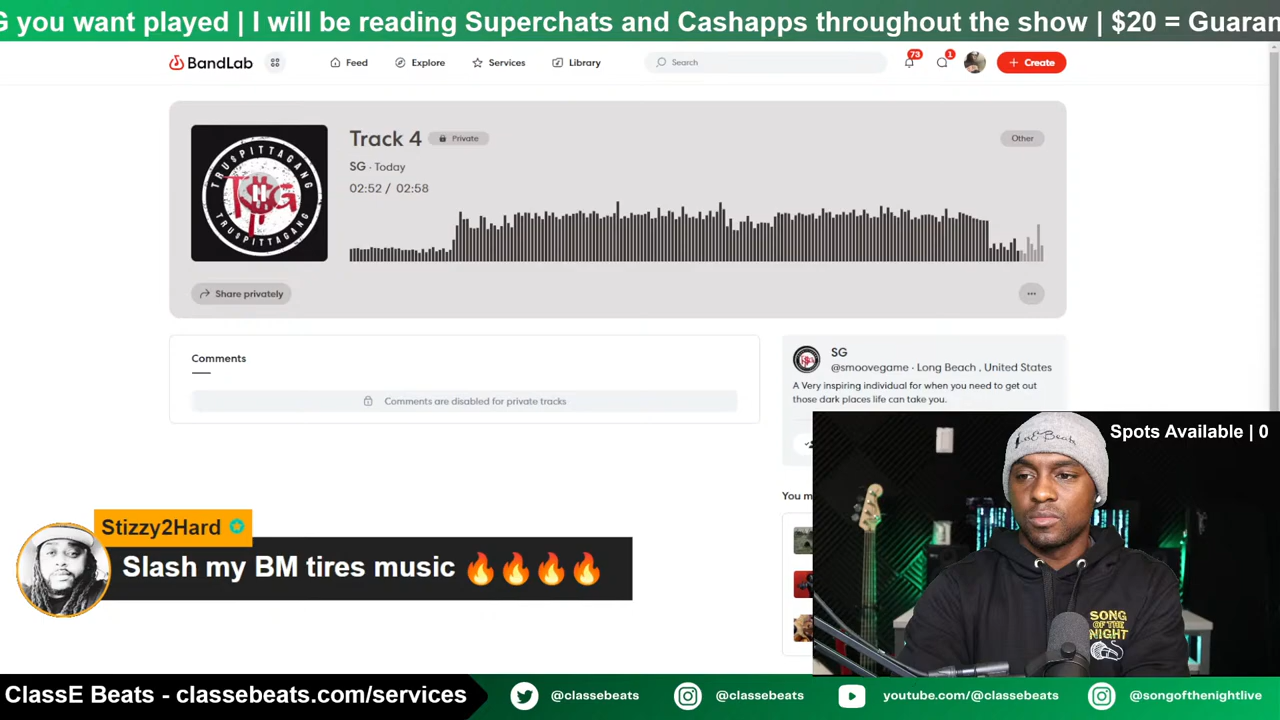 G you want played | I will be reading Superchats and Cashapps throughout the show | $20 = Guaran
BandLab
Feed
Explore
Services
Library
Search
73
1
Create
Track 4
Private
Other
SG · Today
02:52 / 02:58
TRUSPITTAGANG
TRUSPITTAGANG
Share privately
Comments
Comments are disabled for private tracks
SG
@smoovegame · Long Beach , United States
A Very inspiring individual for when you need to get out
those dark places life can take you.
You m
Spots Available | 0
Stizzy2Hard
Slash my BM tires music 🔥🔥🔥🔥
SONG
OF THE
NIGHT
ClassE Beats - classebeats.com/services
@classebeats
@classebeats
youtube.com/@classebeats
@songofthenightlive